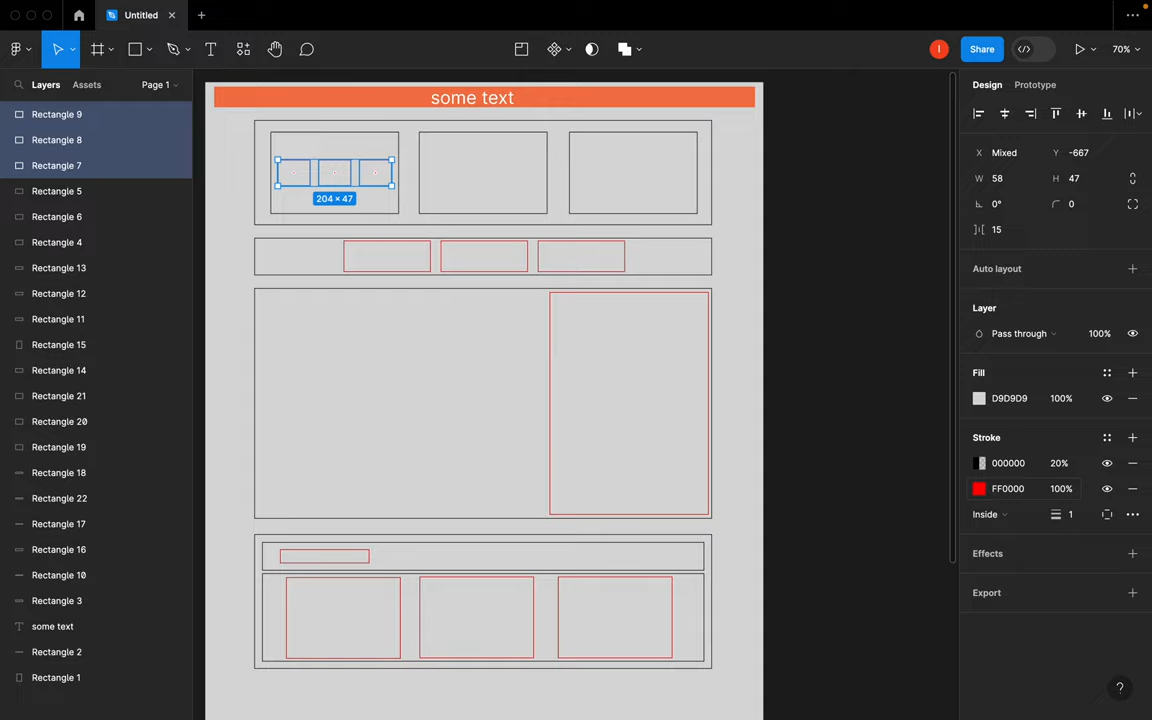 Untitled
Share
70%
Layers
Assets
Page 1
Rectangle 9
Rectangle 8
Rectangle 7
Rectangle 5
Rectangle 6
Rectangle 4
Rectangle 13
Rectangle 12
Rectangle 11
Rectangle 15
Rectangle 14
Rectangle 21
Rectangle 20
Rectangle 19
Rectangle 18
Rectangle 22
Rectangle 17
Rectangle 16
Rectangle 10
Rectangle 3
some text
Rectangle 2
Rectangle 1
some text
204 × 47
Design
Prototype
X Mixed Y -667
W 58 H 47
0° 0
15
Auto layout
Layer
Pass through 100%
Fill
D9D9D9 100%
Stroke
000000 20%
FF0000 100%
Inside 1
Effects
Export
?